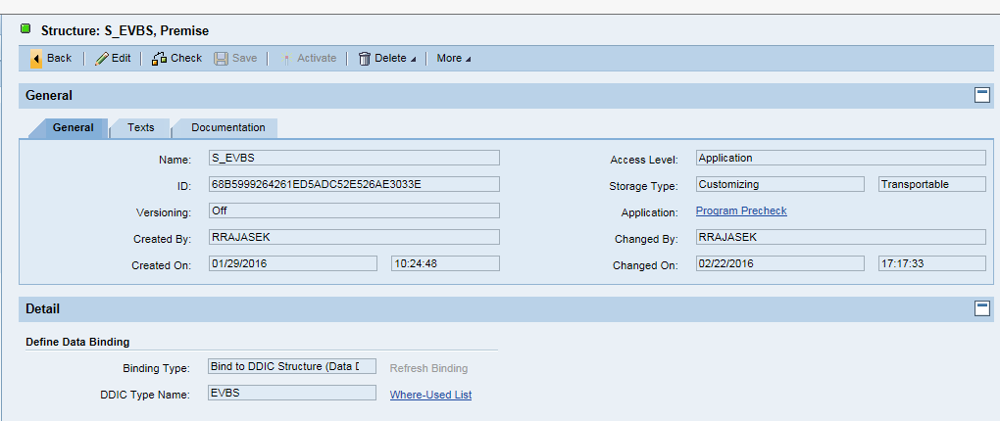 Structure: S_EVBS, Premise
Back Edit Check Save Activate Delete More
General
General Texts Documentation
Name: S_EVBS Access Level: Application
ID: 68B5999264261ED5ADC52E526AE3033E Storage Type: Customizing Transportable
Versioning: Off Application: Program Precheck
Created By: RRAJASEK Changed By: RRAJASEK
Created On: 01/29/2016 10:24:48 Changed On: 02/22/2016 17:17:33
Detail
Define Data Binding
Binding Type: Bind to DDIC Structure (Data Refresh Binding
DDIC Type Name: EVBS Where-Used List